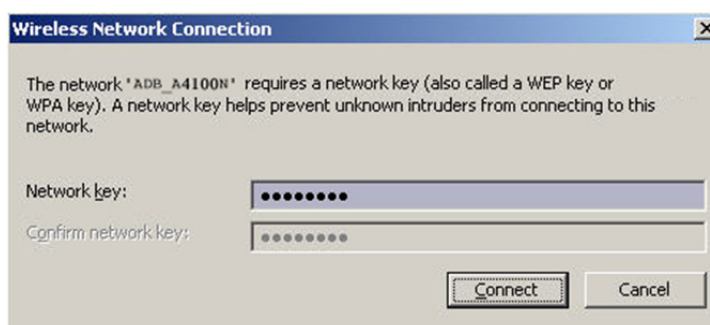 Wireless Network Connection
The network 'ADB_A4100N' requires a network key (also called a WEP key or
WPA key). A network key helps prevent unknown intruders from connecting to this
network.
Network key: ●●●●●●●●
Confirm network key: ●●●●●●●●
Connect Cancel